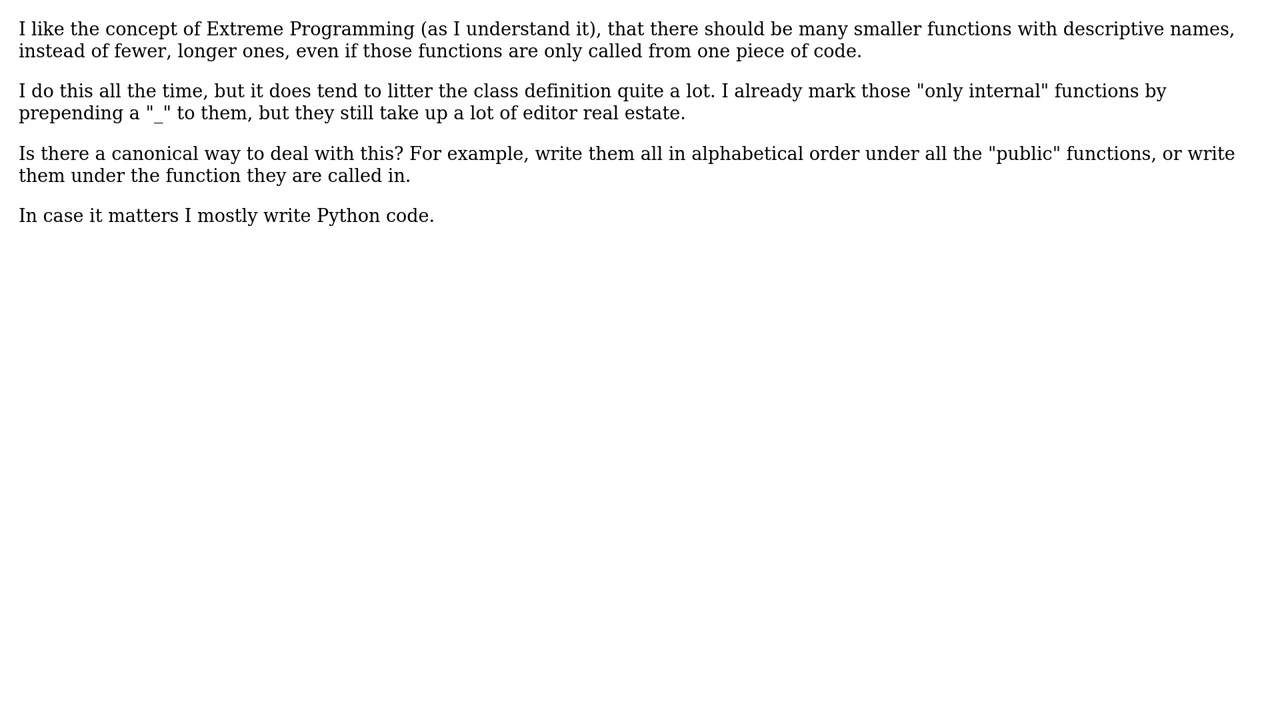 I like the concept of Extreme Programming (as I understand it), that there should be many smaller functions with descriptive names,
instead of fewer, longer ones, even if those functions are only called from one piece of code.
I do this all the time, but it does tend to litter the class definition quite a lot. I already mark those "only internal" functions by
prepending a "_" to them, but they still take up a lot of editor real estate.
Is there a canonical way to deal with this? For example, write them all in alphabetical order under all the "public" functions, or write
them under the function they are called in.
In case it matters I mostly write Python code.